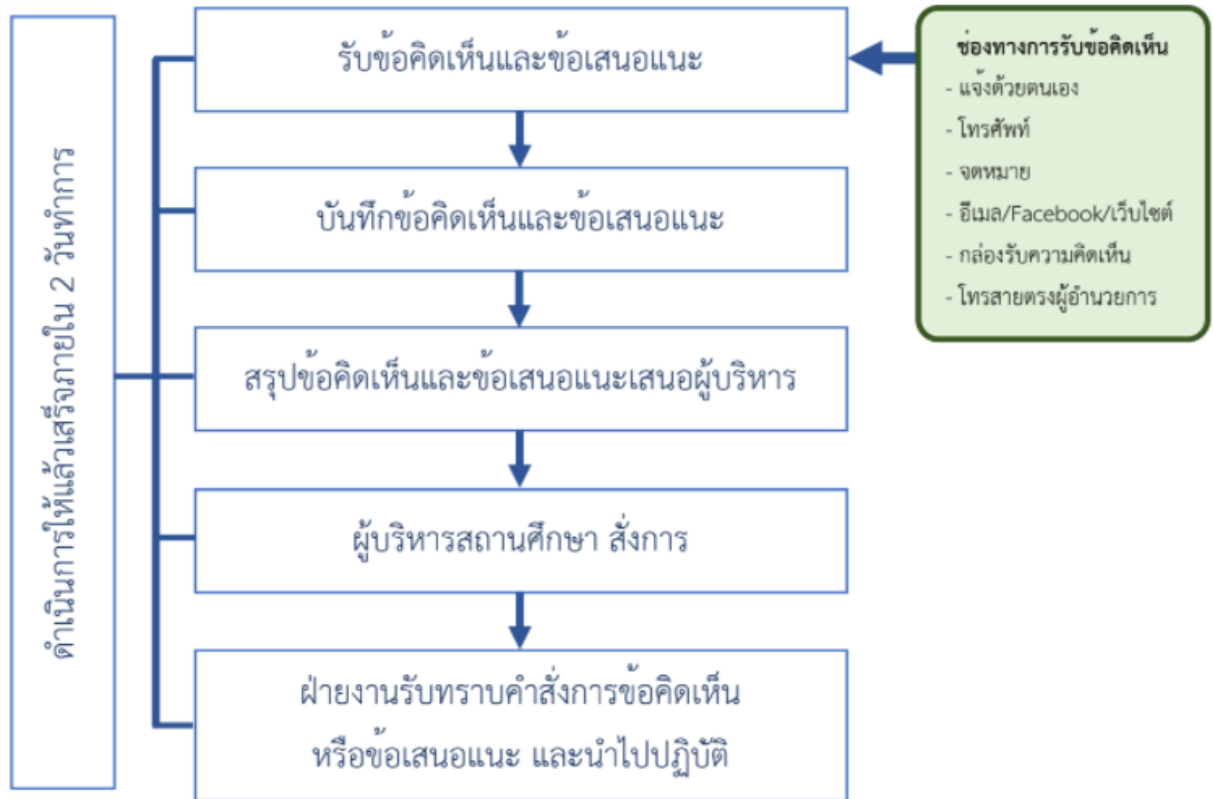 ดำเนินการให้แล้วเสร็จภายใน 2 วันทำการ
รับข้อคิดเห็นและข้อเสนอแนะ
บันทึกข้อคิดเห็นและข้อเสนอแนะ
สรุปข้อคิดเห็นและข้อเสนอแนะเสนอผู้บริหาร
ผู้บริหารสถานศึกษา สั่งการ
ฝ่ายงานรับทราบคำสั่งการข้อคิดเห็น
หรือข้อเสนอแนะ และนำไปปฏิบัติ
ช่องทางการรับข้อคิดเห็น
- แจ้งด้วยตนเอง
- โทรศัพท์
- จดหมาย
- อีเมล/Facebook/เว็บไซต์
- กล่องรับความคิดเห็น
- โทรสายตรงผู้อำนวยการ